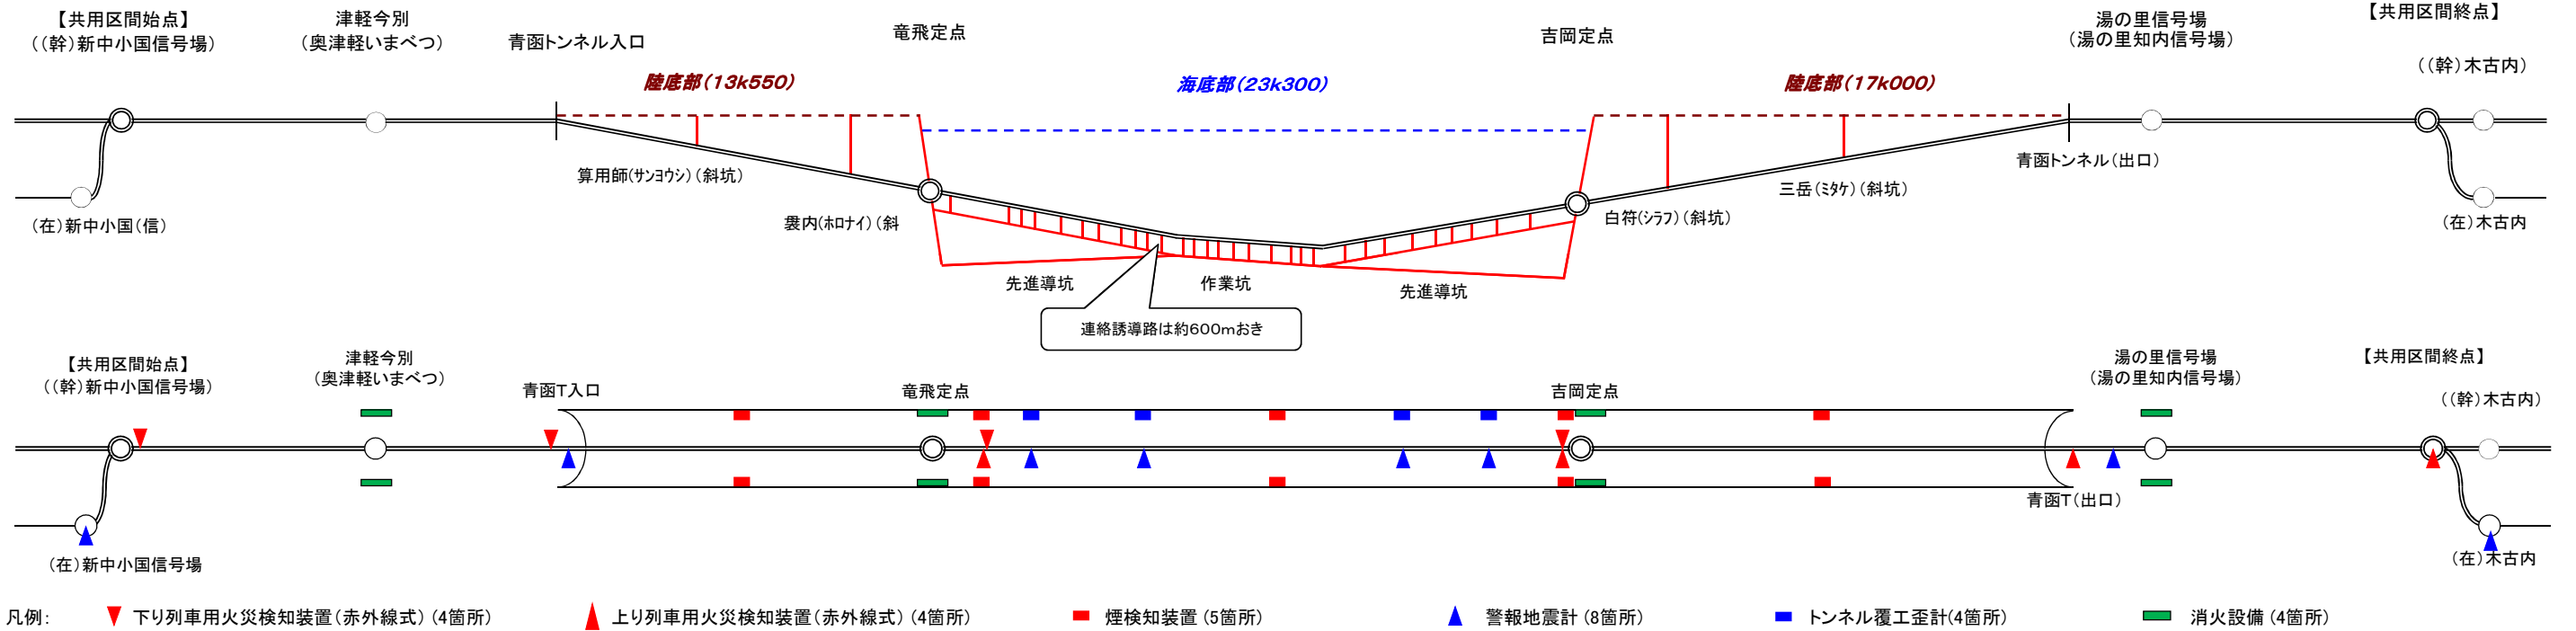 【共用区間始点】
((幹)新中小国信号場)
津軽今別
(奥津軽いまべつ)
青函トンネル入口
竜飛定点
吉岡定点
湯の里信号場
(湯の里知内信号場)
【共用区間終点】
((幹)木古内)
陸底部(13k550)
海底部(23k300)
陸底部(17k000)
算用師(サンヨウシ)(斜坑)
青函トンネル(出口)
三岳(ミタケ)(斜坑)
(在)新中小国(信)
袰内(ホロナイ)(斜
白符(シラフ)(斜坑)
(在)木古内
先進導坑
作業坑
先進導坑
連絡誘導路は約600mおき
【共用区間始点】
((幹)新中小国信号場)
津軽今別
(奥津軽いまべつ)
青函T入口
竜飛定点
吉岡定点
湯の里信号場
(湯の里知内信号場)
【共用区間終点】
((幹)木古内)
青函T(出口)
(在)新中小国信号場
(在)木古内
凡例:
下り列車用火災検知装置(赤外線式)(4箇所)
上り列車用火災検知装置(赤外線式)(4箇所)
煙検知装置(5箇所)
警報地震計(8箇所)
トンネル覆工歪計(4箇所)
消火設備(4箇所)